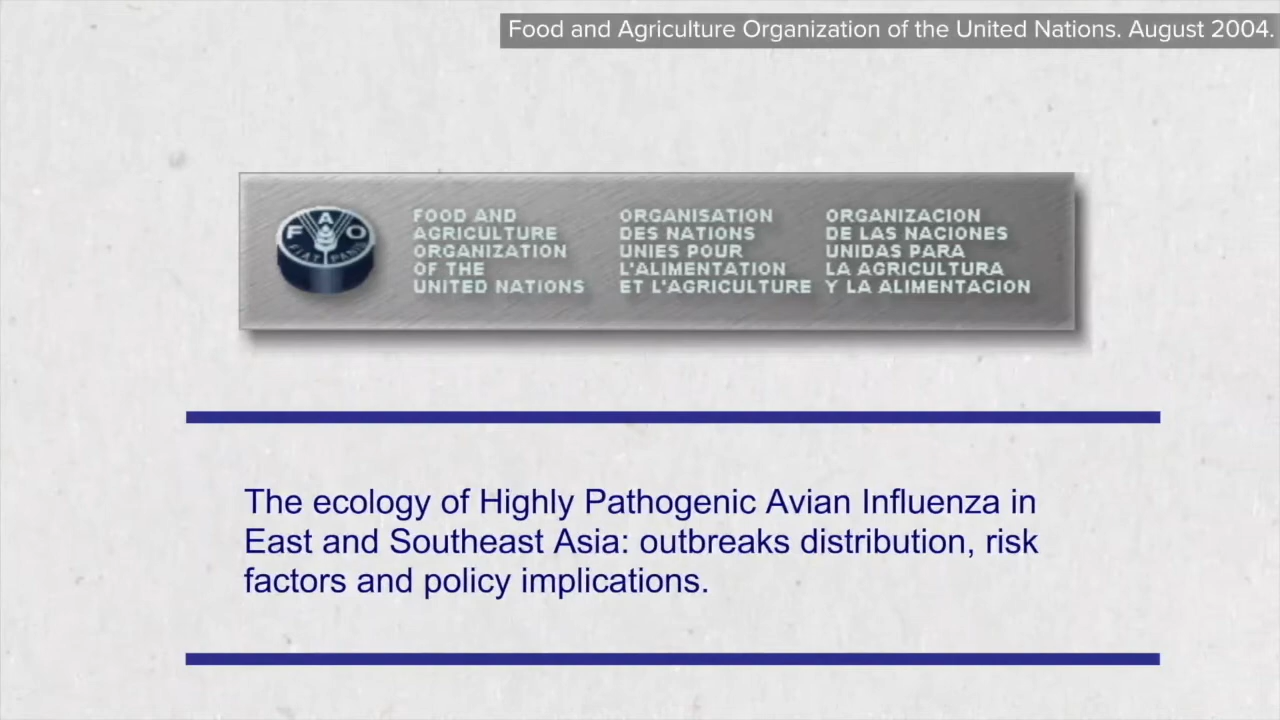 Food and Agriculture Organization of the United Nations. August 2004.
F A O
FIAT PANIS
FOOD AND
AGRICULTURE
ORGANIZATION
OF THE
UNITED NATIONS
ORGANISATION
DES NATIONS
UNIES POUR
L'ALIMENTATION
ET L'AGRICULTURE
ORGANIZACION
DE LAS NACIONES
UNIDAS PARA
LA AGRICULTURA
Y LA ALIMENTACION
The ecology of Highly Pathogenic Avian Influenza in
East and Southeast Asia: outbreaks distribution, risk
factors and policy implications.